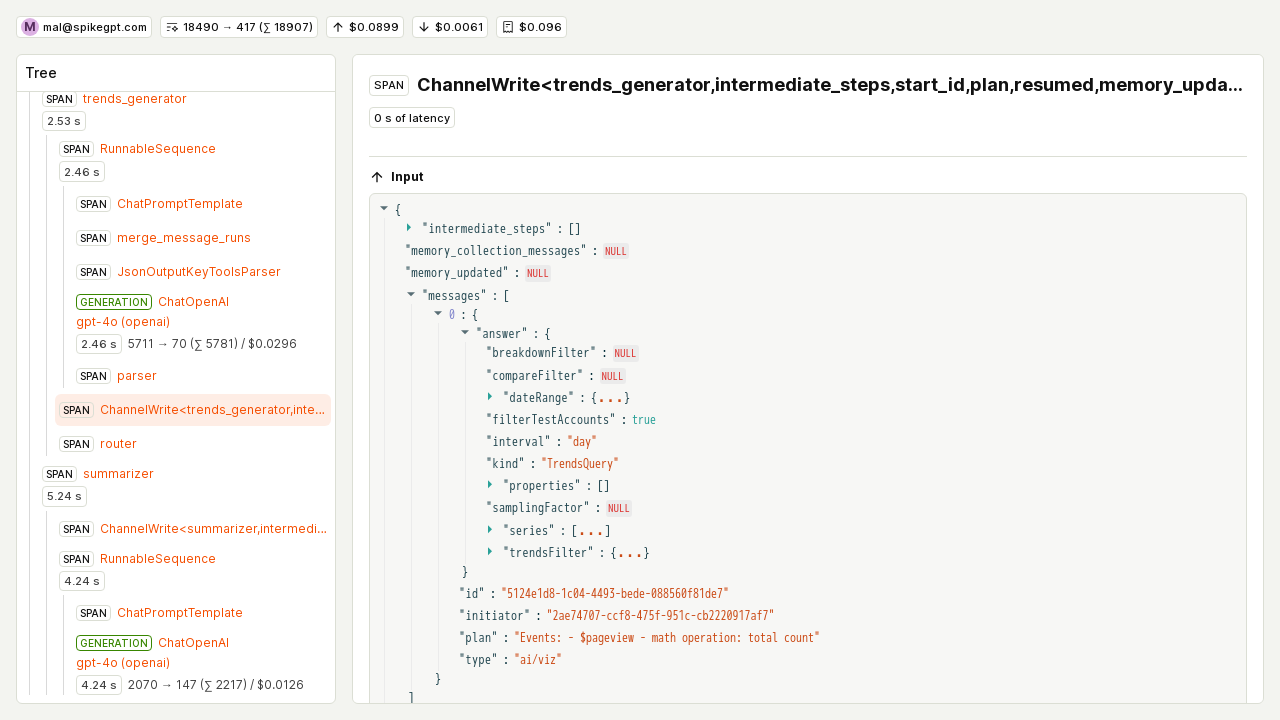 M mal@spikegpt.com 18490 → 417 (∑ 18907) $0.0899 $0.0061 $0.096
Tree
SPAN trends_generator
2.53 s
SPAN RunnableSequence
2.46 s
SPAN ChatPromptTemplate
SPAN merge_message_runs
SPAN JsonOutputKeyToolsParser
GENERATION ChatOpenAI
gpt-4o (openai)
2.46 s 5711 → 70 (∑ 5781) / $0.0296
SPAN parser
SPAN ChannelWrite<trends_generator,inte...
SPAN router
SPAN summarizer
5.24 s
SPAN ChannelWrite<summarizer,intermedi...
SPAN RunnableSequence
4.24 s
SPAN ChatPromptTemplate
GENERATION ChatOpenAI
gpt-4o (openai)
4.24 s 2070 → 147 (∑ 2217) / $0.0126
SPAN ChannelWrite<trends_generator,intermediate_steps,start_id,plan,resumed,memory_upda...
0 s of latency
Input
{
"intermediate_steps" : []
"memory_collection_messages" : NULL
"memory_updated" : NULL
"messages" : [
0 : {
"answer" : {
"breakdownFilter" : NULL
"compareFilter" : NULL
"dateRange" : {...}
"filterTestAccounts" : true
"interval" : "day"
"kind" : "TrendsQuery"
"properties" : []
"samplingFactor" : NULL
"series" : [...]
"trendsFilter" : {...}
}
"id" : "5124e1d8-1c04-4493-bede-088560f81de7"
"initiator" : "2ae74707-ccf8-475f-951c-cb2220917af7"
"plan" : "Events: - $pageview - math operation: total count"
"type" : "ai/viz"
}
]